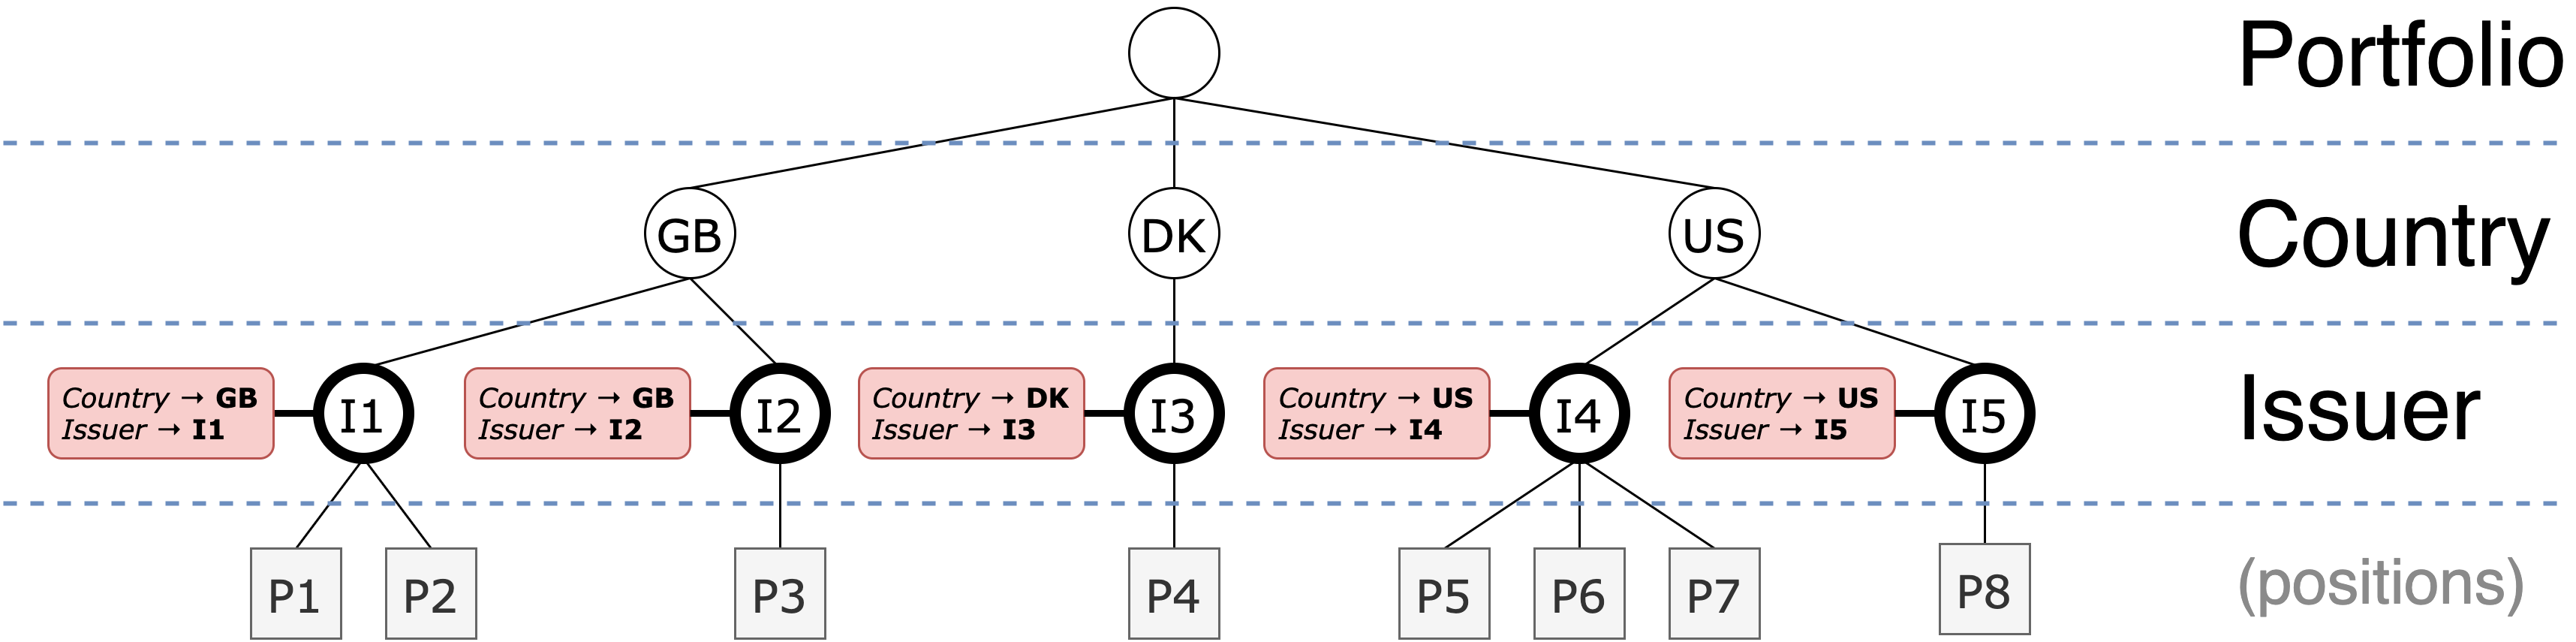 Portfolio
GB
DK
US
Country
Country → GB
Issuer → I1
I1
Country → GB
Issuer → I2
I2
Country → DK
Issuer → I3
I3
Country → US
Issuer → I4
I4
Country → US
Issuer → I5
I5
Issuer
P1
P2
P3
P4
P5
P6
P7
P8
(positions)